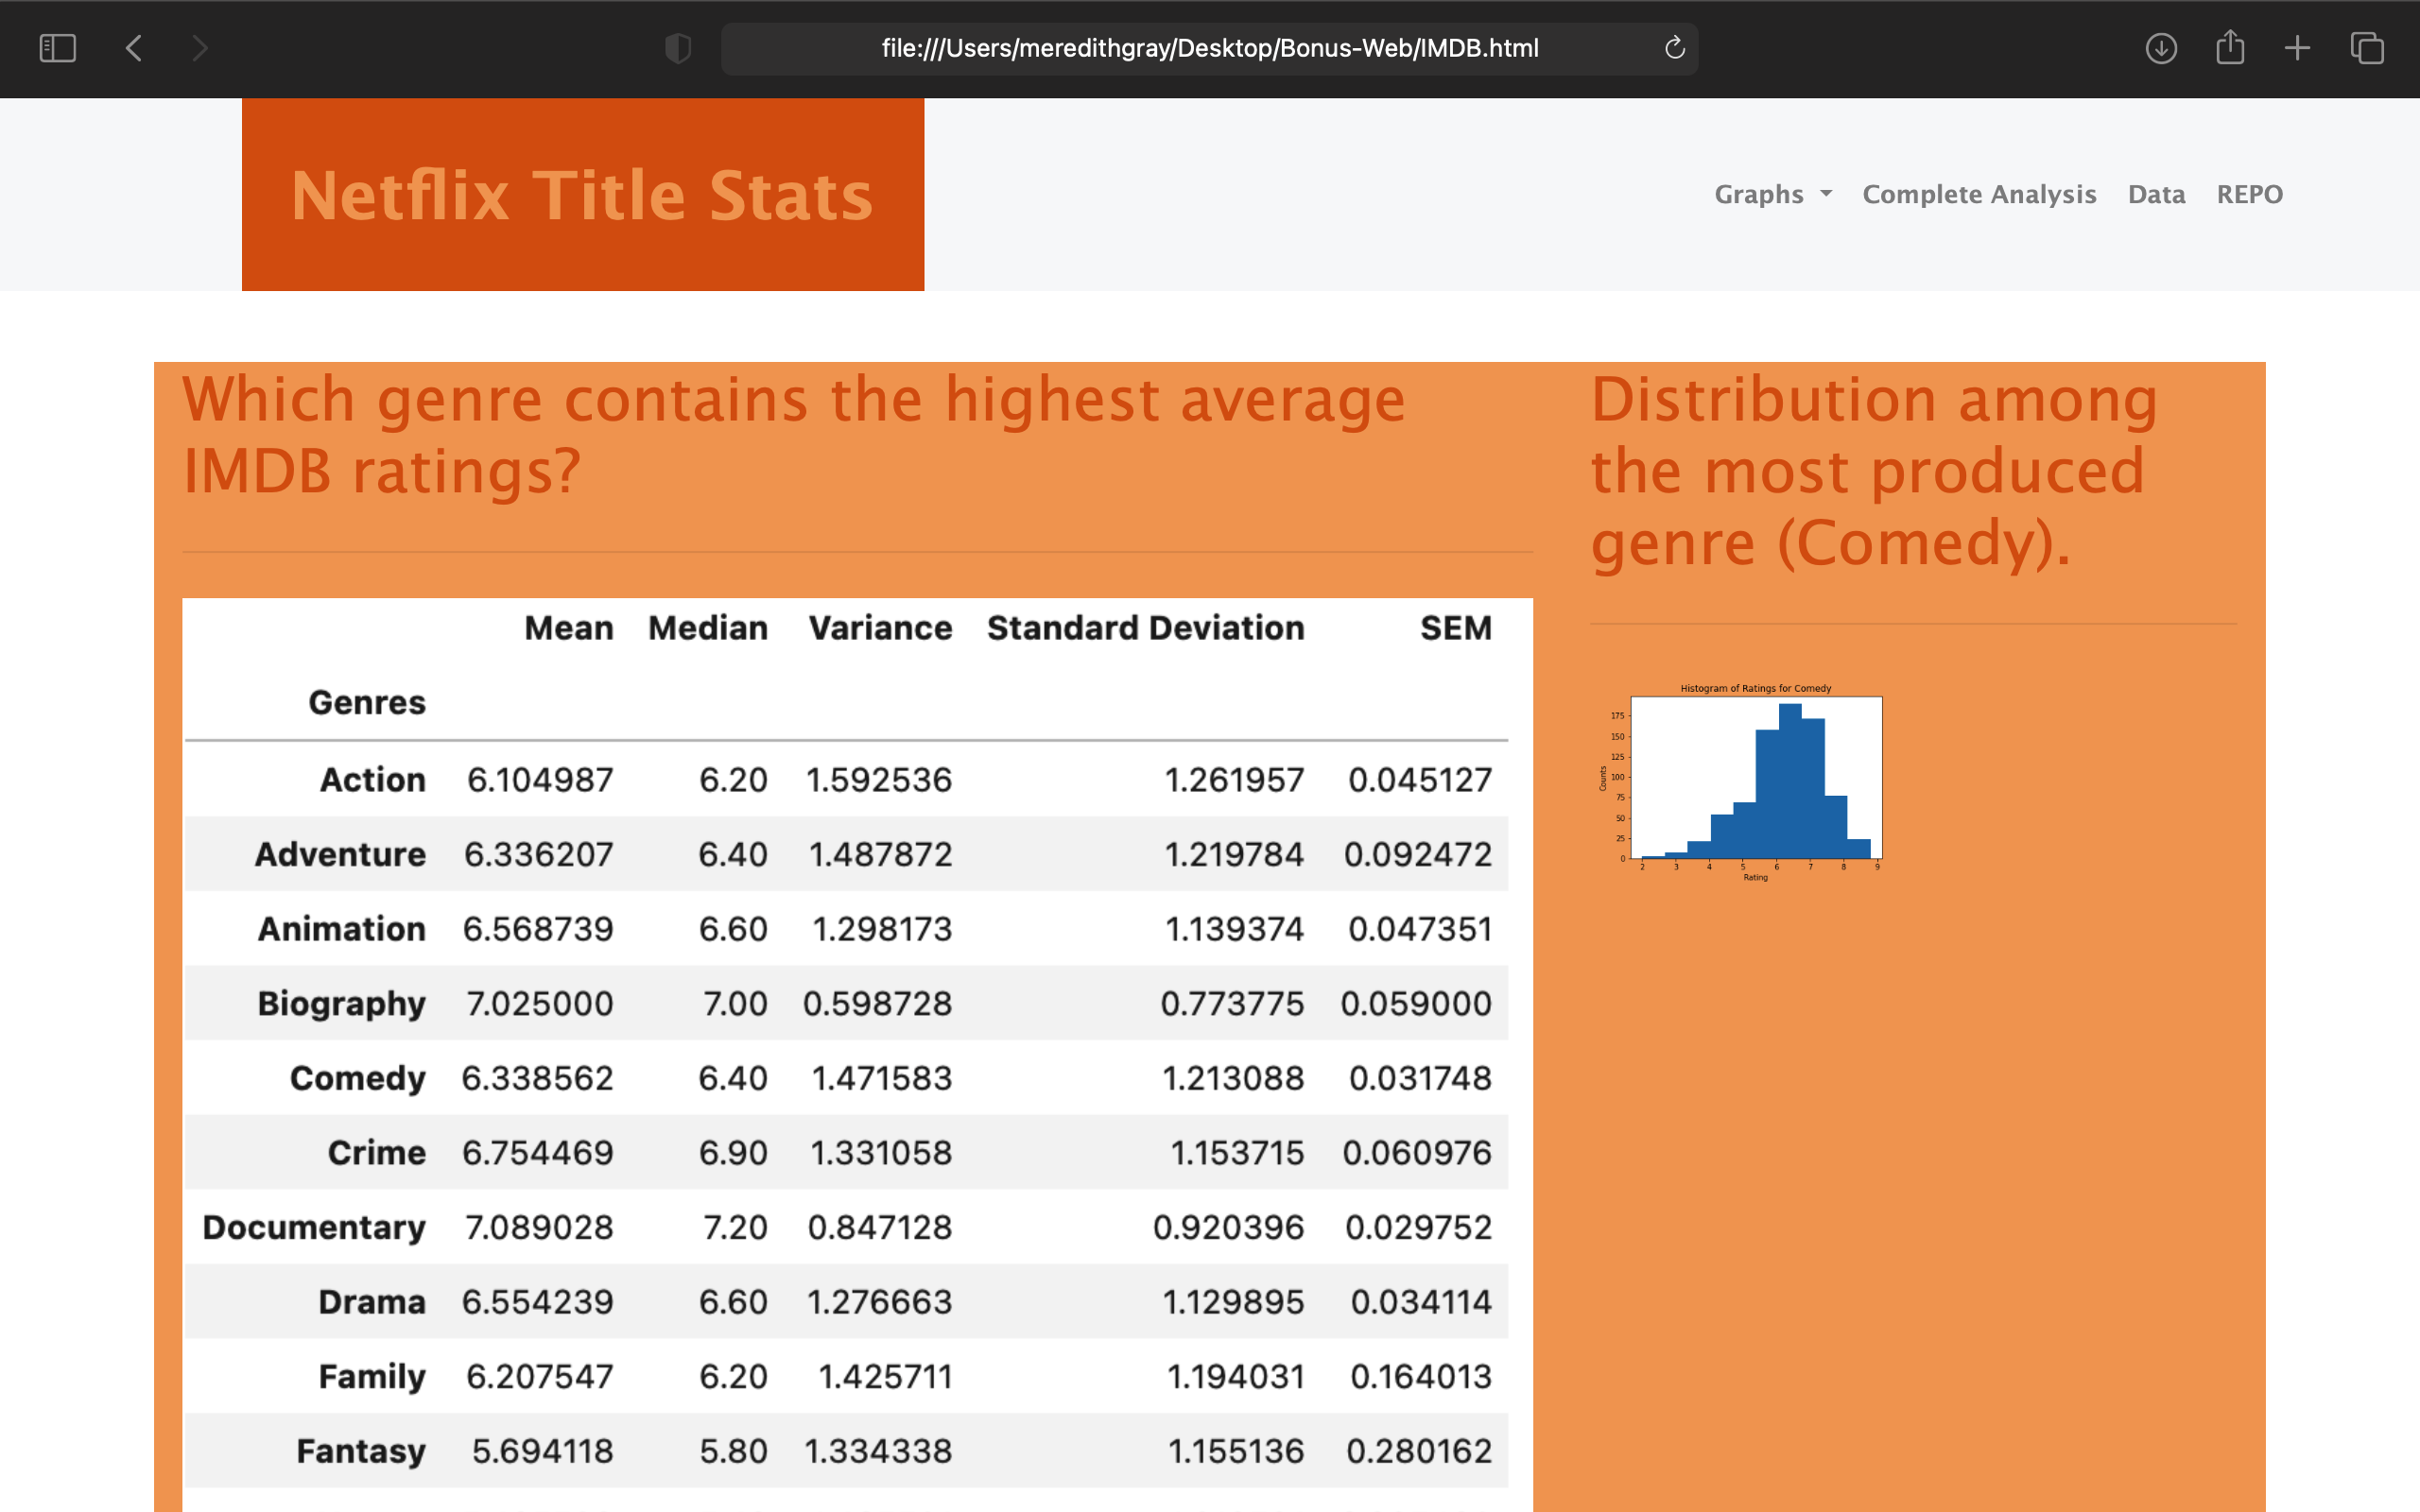 file:///Users/meredithgray/Desktop/Bonus-Web/IMDB.html
Netflix Title Stats
Graphs Complete Analysis Data REPO
Which genre contains the highest average
IMDB ratings?
Mean Median Variance Standard Deviation SEM
Genres
Action 6.104987 6.20 1.592536 1.261957 0.045127
Adventure 6.336207 6.40 1.487872 1.219784 0.092472
Animation 6.568739 6.60 1.298173 1.139374 0.047351
Biography 7.025000 7.00 0.598728 0.773775 0.059000
Comedy 6.338562 6.40 1.471583 1.213088 0.031748
Crime 6.754469 6.90 1.331058 1.153715 0.060976
Documentary 7.089028 7.20 0.847128 0.920396 0.029752
Drama 6.554239 6.60 1.276663 1.129895 0.034114
Family 6.207547 6.20 1.425711 1.194031 0.164013
Fantasy 5.694118 5.80 1.334338 1.155136 0.280162
Distribution among
the most produced
genre (Comedy).
Histogram of Ratings for Comedy
175
150
125
100
75
50
25
0
Counts
2 3 4 5 6 7 8 9
Rating